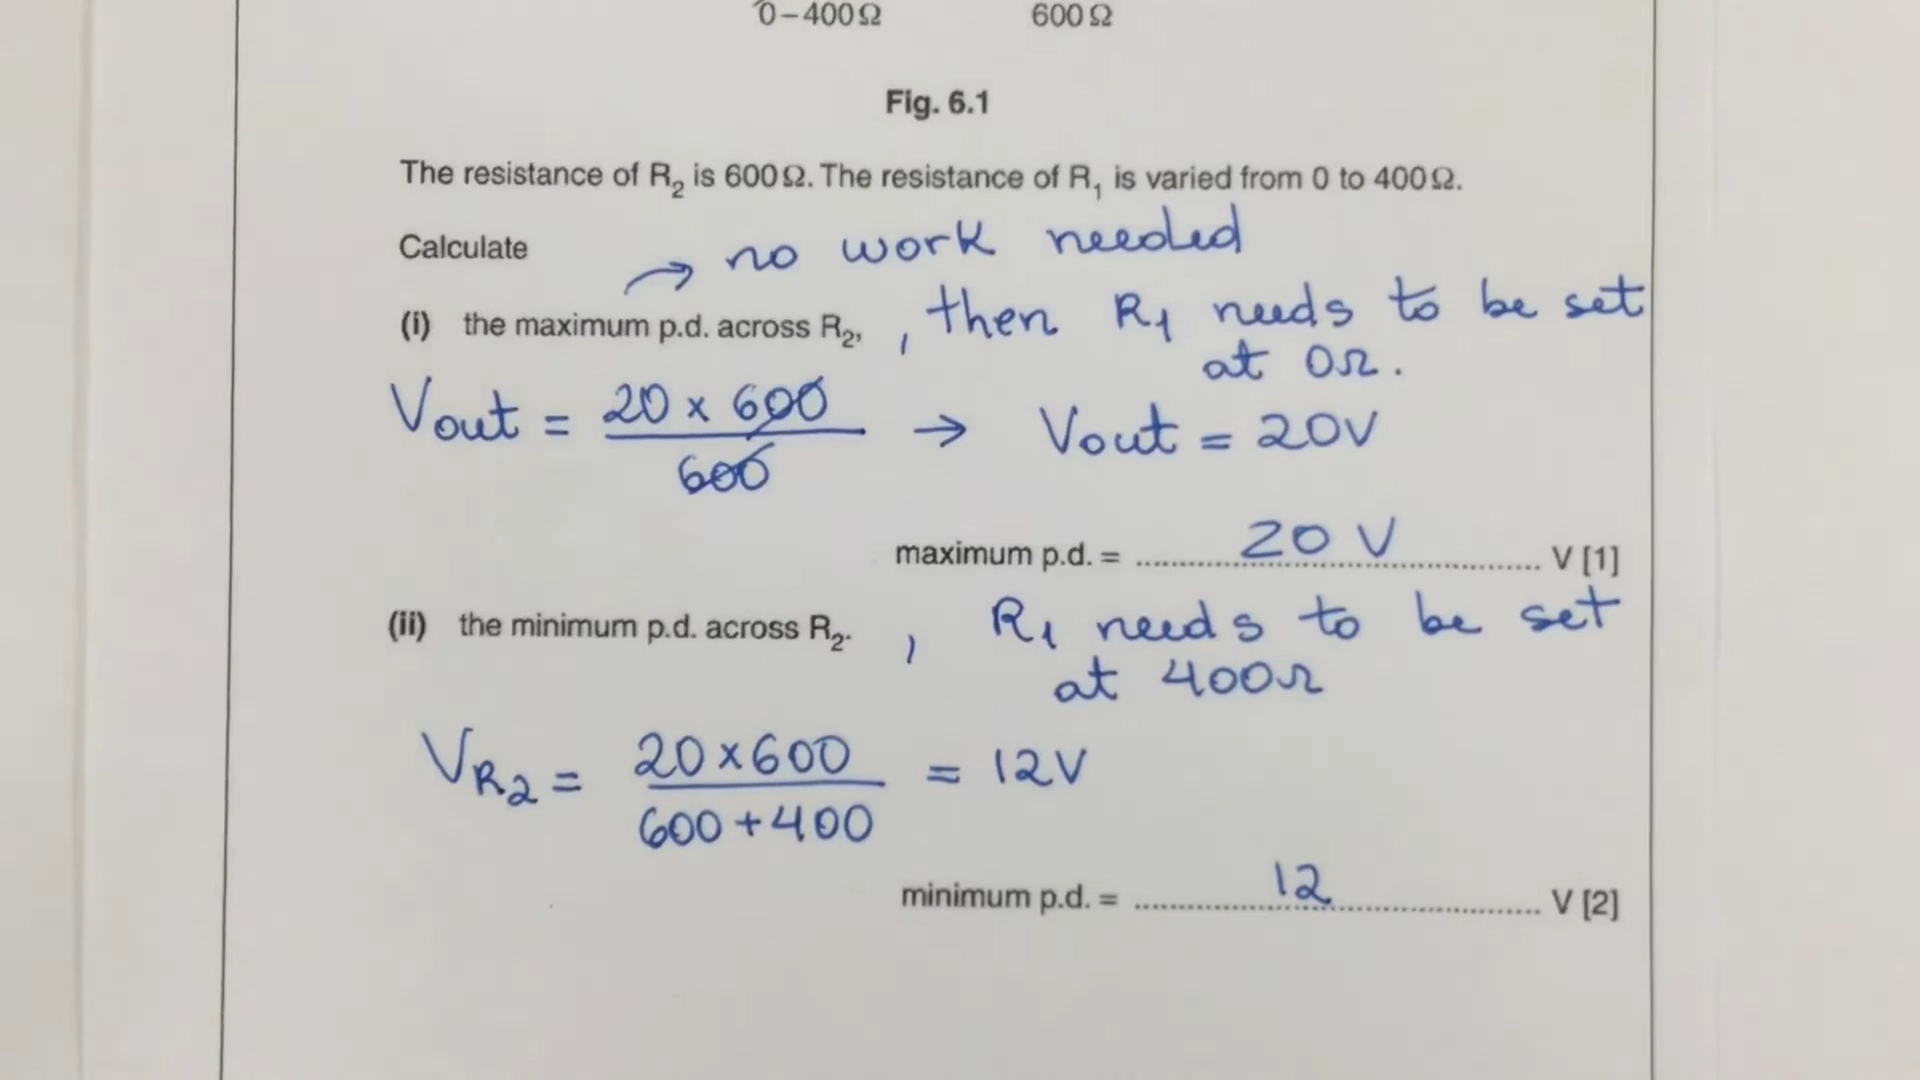 0–400Ω 600Ω
Fig. 6.1
The resistance of R₂ is 600Ω. The resistance of R₁ is varied from 0 to 400Ω.
Calculate → no work needed
(i) the maximum p.d. across R₂, , then R1 needs to be set
at 0Ω.
Vout = 20 × 600 / 600 → Vout = 20V
maximum p.d. = 20 V V [1]
(ii) the minimum p.d. across R₂. , R1 needs to be set
at 400Ω
VR2 = 20×600 / 600+400 = 12V
minimum p.d. = 12 V [2]